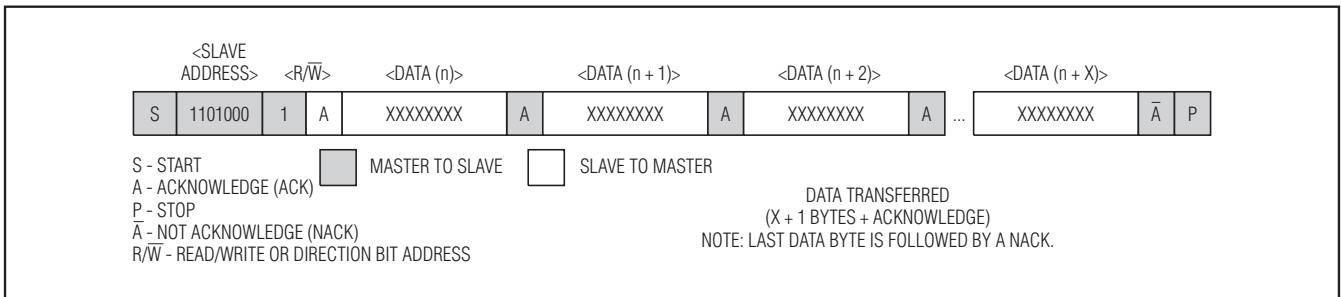 <SLAVE
ADDRESS> <R/W̅> <DATA (n)> <DATA (n + 1)> <DATA (n + 2)> <DATA (n + X)>
S 1101000 1 A XXXXXXXX A XXXXXXXX A XXXXXXXX A ... XXXXXXXX A̅ P
S - START
MASTER TO SLAVE SLAVE TO MASTER
A - ACKNOWLEDGE (ACK)
P - STOP
A̅ - NOT ACKNOWLEDGE (NACK)
R/W̅ - READ/WRITE OR DIRECTION BIT ADDRESS
DATA TRANSFERRED
(X + 1 BYTES + ACKNOWLEDGE)
NOTE: LAST DATA BYTE IS FOLLOWED BY A NACK.